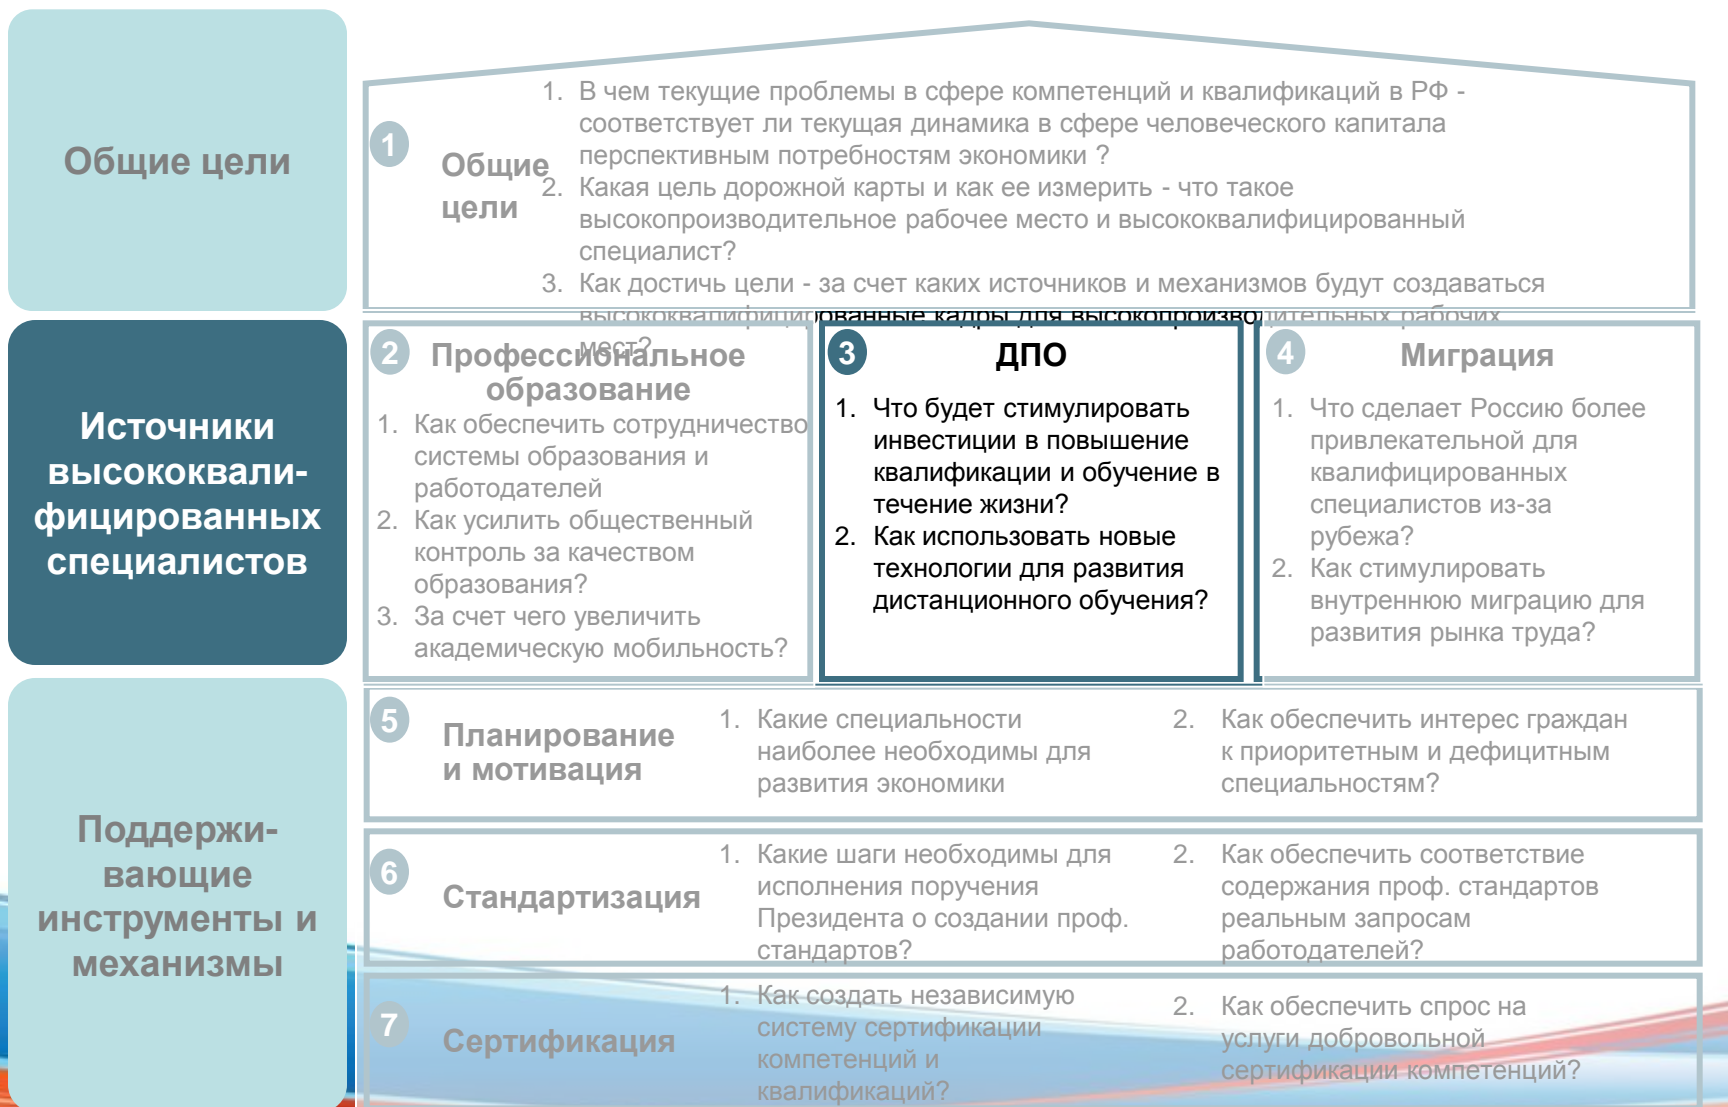 Общие цели
1
Общие
цели
1. В чем текущие проблемы в сфере компетенций и квалификаций в РФ -
соответствует ли текущая динамика в сфере человеческого капитала
перспективным потребностям экономики ?
2. Какая цель дорожной карты и как ее измерить - что такое
высокопроизводительное рабочее место и высококвалифицированный
специалист?
3. Как достичь цели - за счет каких источников и механизмов будут создаваться
высококвалифицированные кадры для высокопроизводительных рабочих
мест?
Источники
высококвали-
фицированных
специалистов
2
Профессиональное
образование
1. Как обеспечить сотрудничество
системы образования и
работодателей
2. Как усилить общественный
контроль за качеством
образования?
3. За счет чего увеличить
академическую мобильность?
3
ДПО
1. Что будет стимулировать
инвестиции в повышение
квалификации и обучение в
течение жизни?
2. Как использовать новые
технологии для развития
дистанционного обучения?
4
Миграция
1. Что сделает Россию более
привлекательной для
квалифицированных
специалистов из-за
рубежа?
2. Как стимулировать
внутреннюю миграцию для
развития рынка труда?
Поддержи-
вающие
инструменты и
механизмы
5
Планирование
и мотивация
1. Какие специальности
наиболее необходимы для
развития экономики
2. Как обеспечить интерес граждан
к приоритетным и дефицитным
специальностям?
6
Стандартизация
1. Какие шаги необходимы для
исполнения поручения
Президента о создании проф.
стандартов?
2. Как обеспечить соответствие
содержания проф. стандартов
реальным запросам
работодателей?
7
Сертификация
1. Как создать независимую
систему сертификации
компетенций и
квалификаций?
2. Как обеспечить спрос на
услуги добровольной
сертификации компетенций?